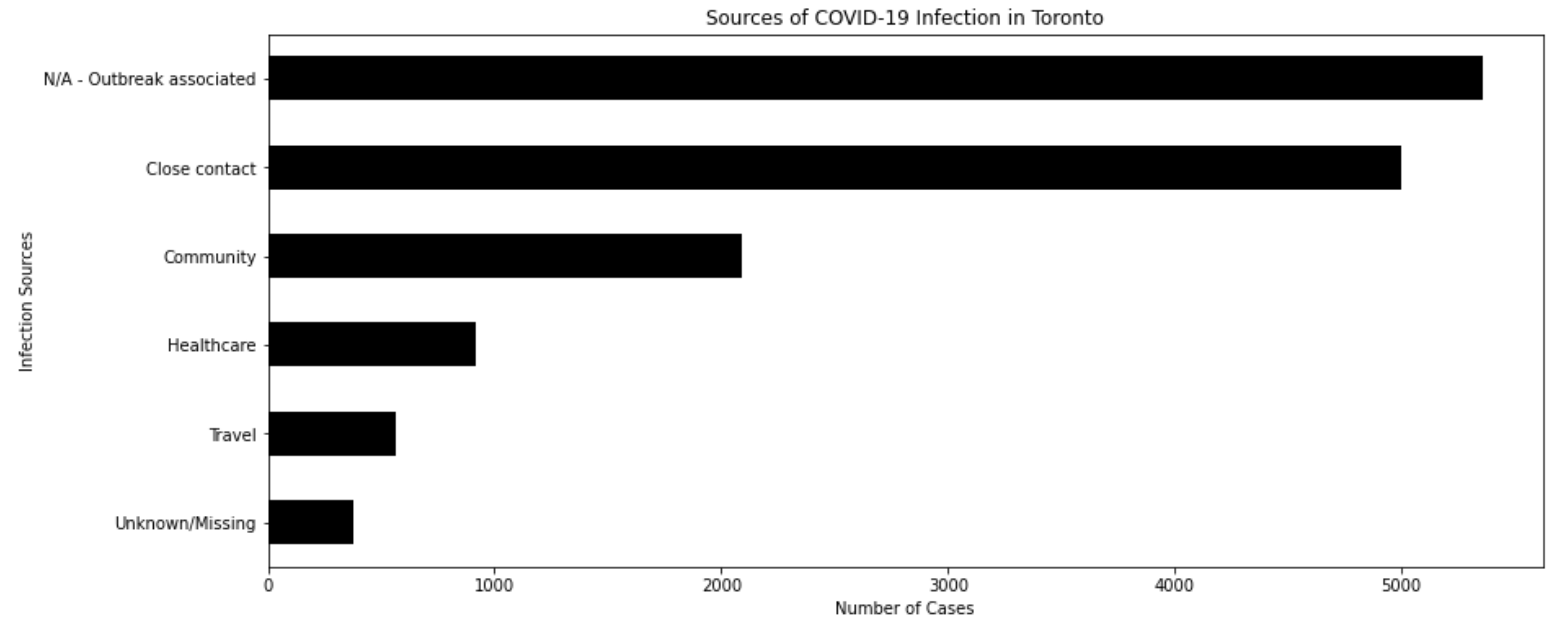 Sources of COVID-19 Infection in Toronto
N/A - Outbreak associated
Close contact
Community
Healthcare
Travel
Unknown/Missing
Infection Sources
0 1000 2000 3000 4000 5000
Number of Cases